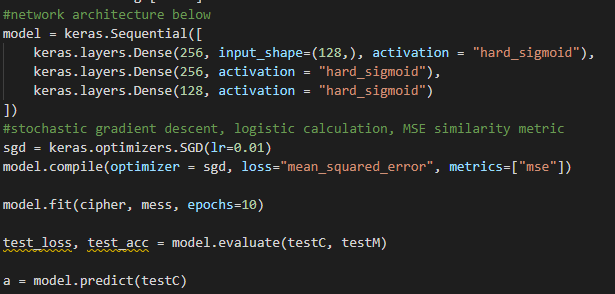 #network architecture below
model = keras.Sequential([
    keras.layers.Dense(256, input_shape=(128,), activation = "hard_sigmoid"),
    keras.layers.Dense(256, activation = "hard_sigmoid"),
    keras.layers.Dense(128, activation = "hard_sigmoid")
])
#stochastic gradient descent, logistic calculation, MSE similarity metric
sgd = keras.optimizers.SGD(lr=0.01)
model.compile(optimizer = sgd, loss="mean_squared_error", metrics=["mse"])
model.fit(cipher, mess, epochs=10)
test_loss, test_acc = model.evaluate(testC, testM)
a = model.predict(testC)